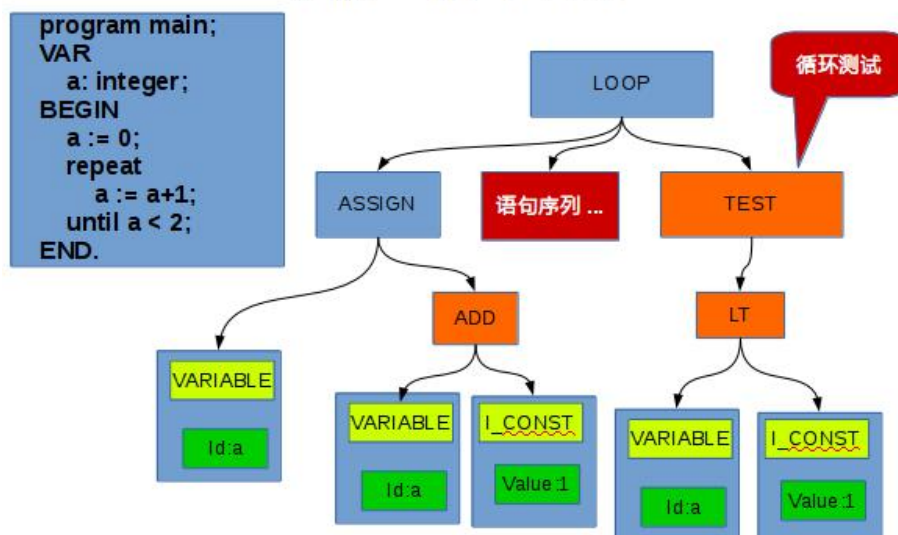 program main;
VAR
a: integer;
BEGIN
a := 0;
repeat
a := a+1;
until a < 2;
END.
循环测试
LOOP
ASSIGN
语句序列 ...
TEST
ADD
LT
VARIABLE
Id:a
VARIABLE
Id:a
I_CONST
Value:1
VARIABLE
Id:a
I_CONST
Value:1